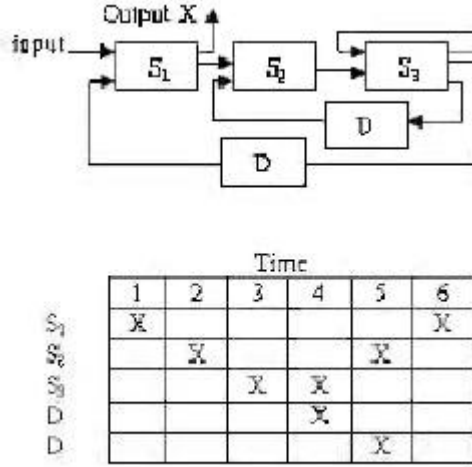 Output X
input
S₁ S₂ S₃
D
D
Time
1 2 3 4 5 6
S₁ X X
S₂ X X
S₃ X X
D X
D X